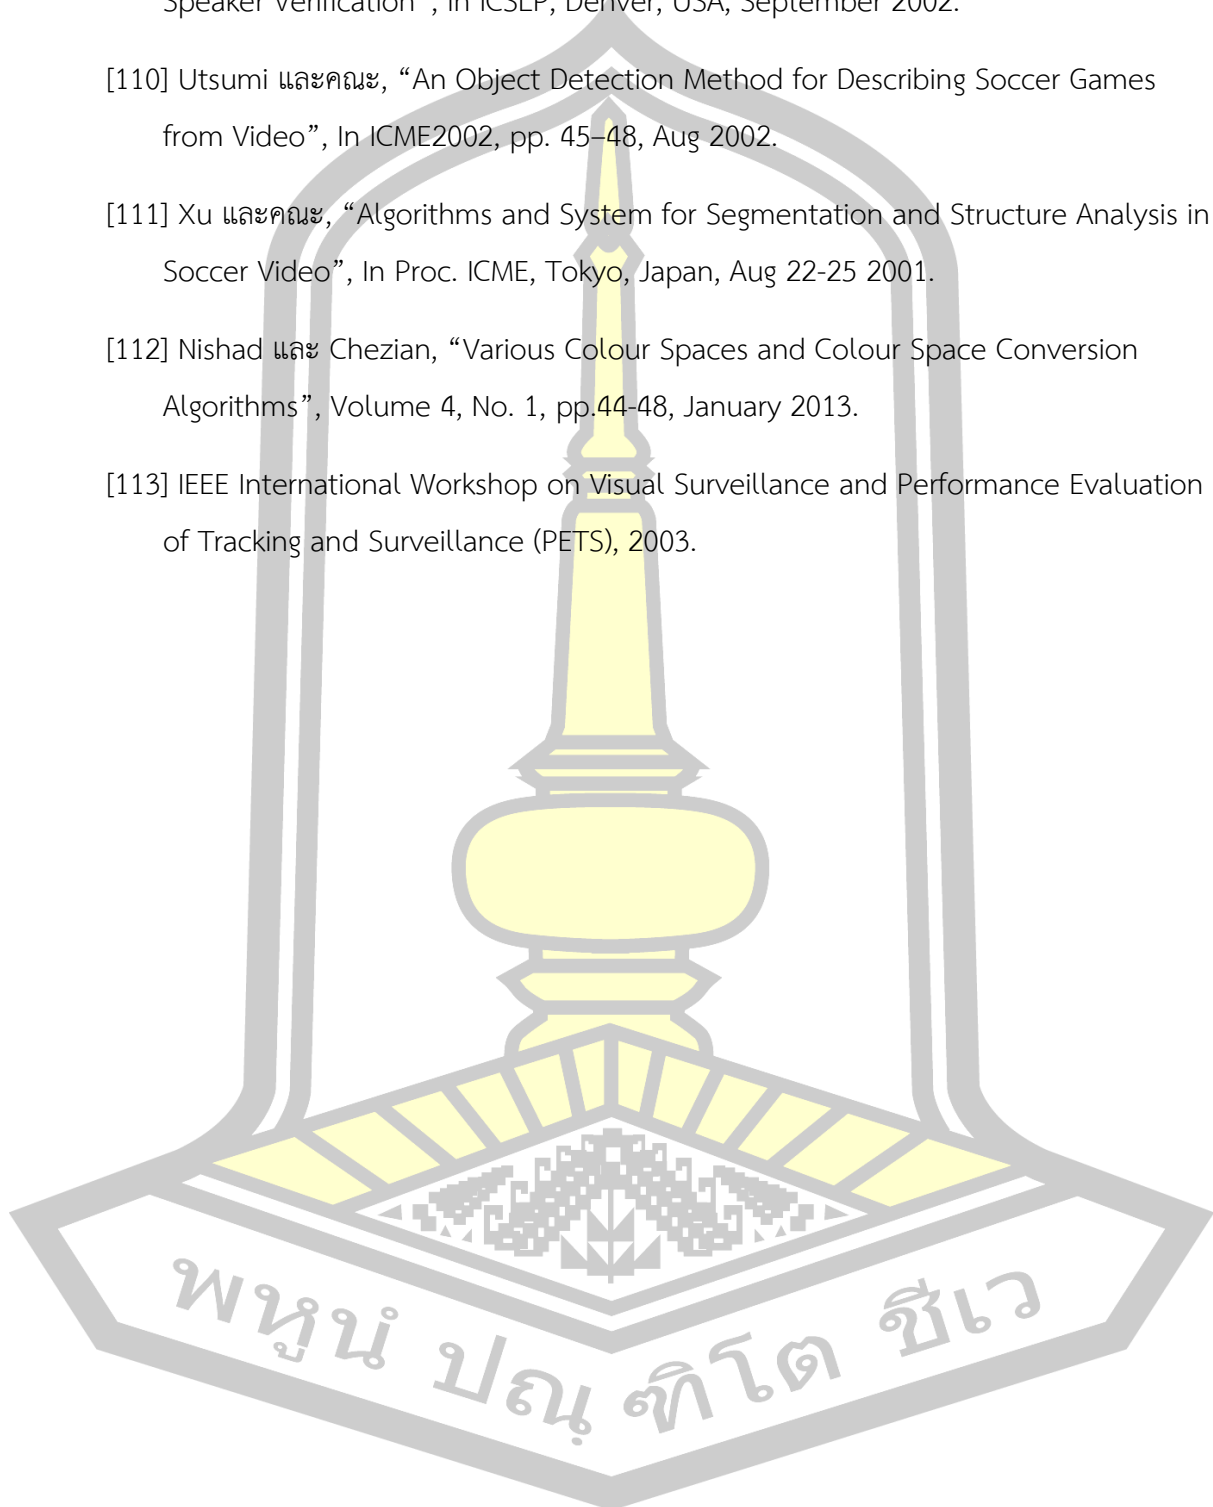 Speaker Verification", In ICSLP, Denver, USA, September 2002.
[110] Utsumi และคณะ, “An Object Detection Method for Describing Soccer Games
from Video”, In ICME2002, pp. 45–48, Aug 2002.
[111] Xu และคณะ, “Algorithms and System for Segmentation and Structure Analysis in
Soccer Video”, In Proc. ICME, Tokyo, Japan, Aug 22-25 2001.
[112] Nishad และ Chezian, “Various Colour Spaces and Colour Space Conversion
Algorithms”, Volume 4, No. 1, pp.44-48, January 2013.
[113] IEEE International Workshop on Visual Surveillance and Performance Evaluation
of Tracking and Surveillance (PETS), 2003.
พหูนํ ปณฺฑิโต ชีเว